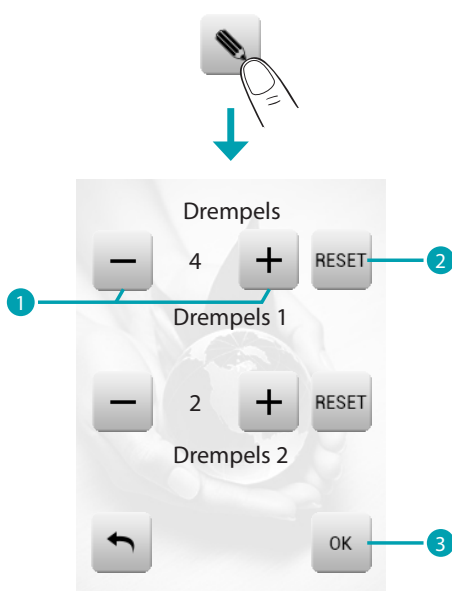 Drempels
− 4 + RESET 2
1
Drempels 1
− 2 + RESET
Drempels 2
OK 3